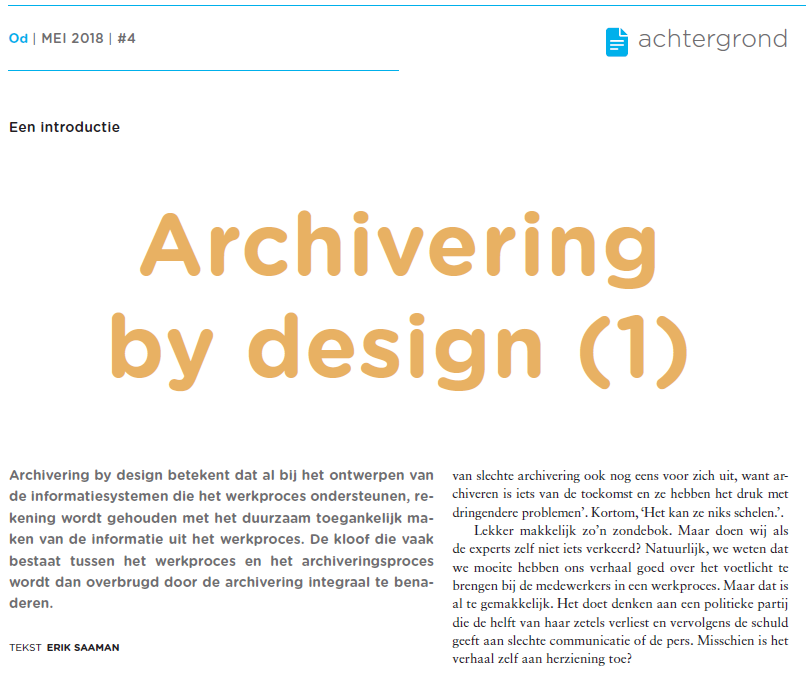 Od | MEI 2018 | #4
achtergrond
Een introductie
Archivering
by design (1)
Archivering by design betekent dat al bij het ontwerpen van
de informatiesystemen die het werkproces ondersteunen, re-
kening wordt gehouden met het duurzaam toegankelijk ma-
ken van de informatie uit het werkproces. De kloof die vaak
bestaat tussen het werkproces en het archiveringsproces
wordt dan overbrugd door de archivering integraal te bena-
deren.
TEKST ERIK SAAMAN
van slechte archivering ook nog eens voor zich uit, want ar-
chiveren is iets van de toekomst en ze hebben het druk met
dringendere problemen’. Kortom, ‘Het kan ze niks schelen.’.
Lekker makkelijk zo’n zondebok. Maar doen wij als
de experts zelf niet iets verkeerd? Natuurlijk, we weten dat
we moeite hebben ons verhaal goed over het voetlicht te
brengen bij de medewerkers in een werkproces. Maar dat is
al te gemakkelijk. Het doet denken aan een politieke partij
die de helft van haar zetels verliest en vervolgens de schuld
geeft aan slechte communicatie of de pers. Misschien is het
verhaal zelf aan herziening toe?